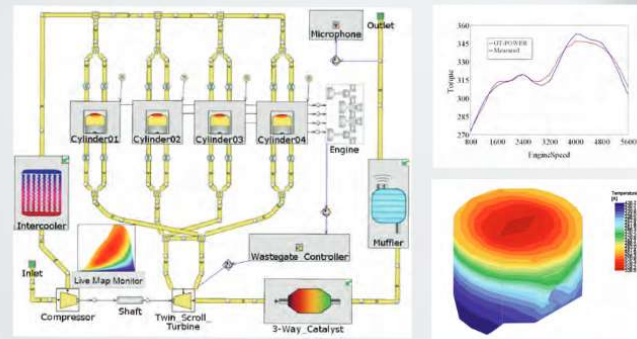 Microphone
Outlet
Cylinder01
Cylinder02
Cylinder03
Cylinder04
Engine
Intercooler
Muffler
Live Map Monitor
Wastegate_Controller
Inlet
Compressor
Shaft
Twin_Scroll_
Turbine
3-Way_Catalyst
360
345
330
315
300
285
270
Torque
GT-POWER
Measured
800
1600
2400
3200
4000
4800
5600
EngineSpeed
Temperature